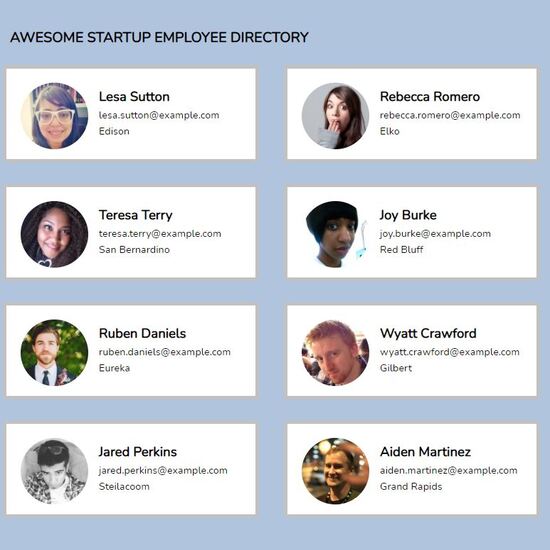 AWESOME STARTUP EMPLOYEE DIRECTORY
Lesa Sutton
lesa.sutton@example.com
Edison
Rebecca Romero
rebecca.romero@example.com
Elko
Teresa Terry
teresa.terry@example.com
San Bernardino
Joy Burke
joy.burke@example.com
Red Bluff
Ruben Daniels
ruben.daniels@example.com
Eureka
Wyatt Crawford
wyatt.crawford@example.com
Gilbert
Jared Perkins
jared.perkins@example.com
Steilacoom
Aiden Martinez
aiden.martinez@example.com
Grand Rapids